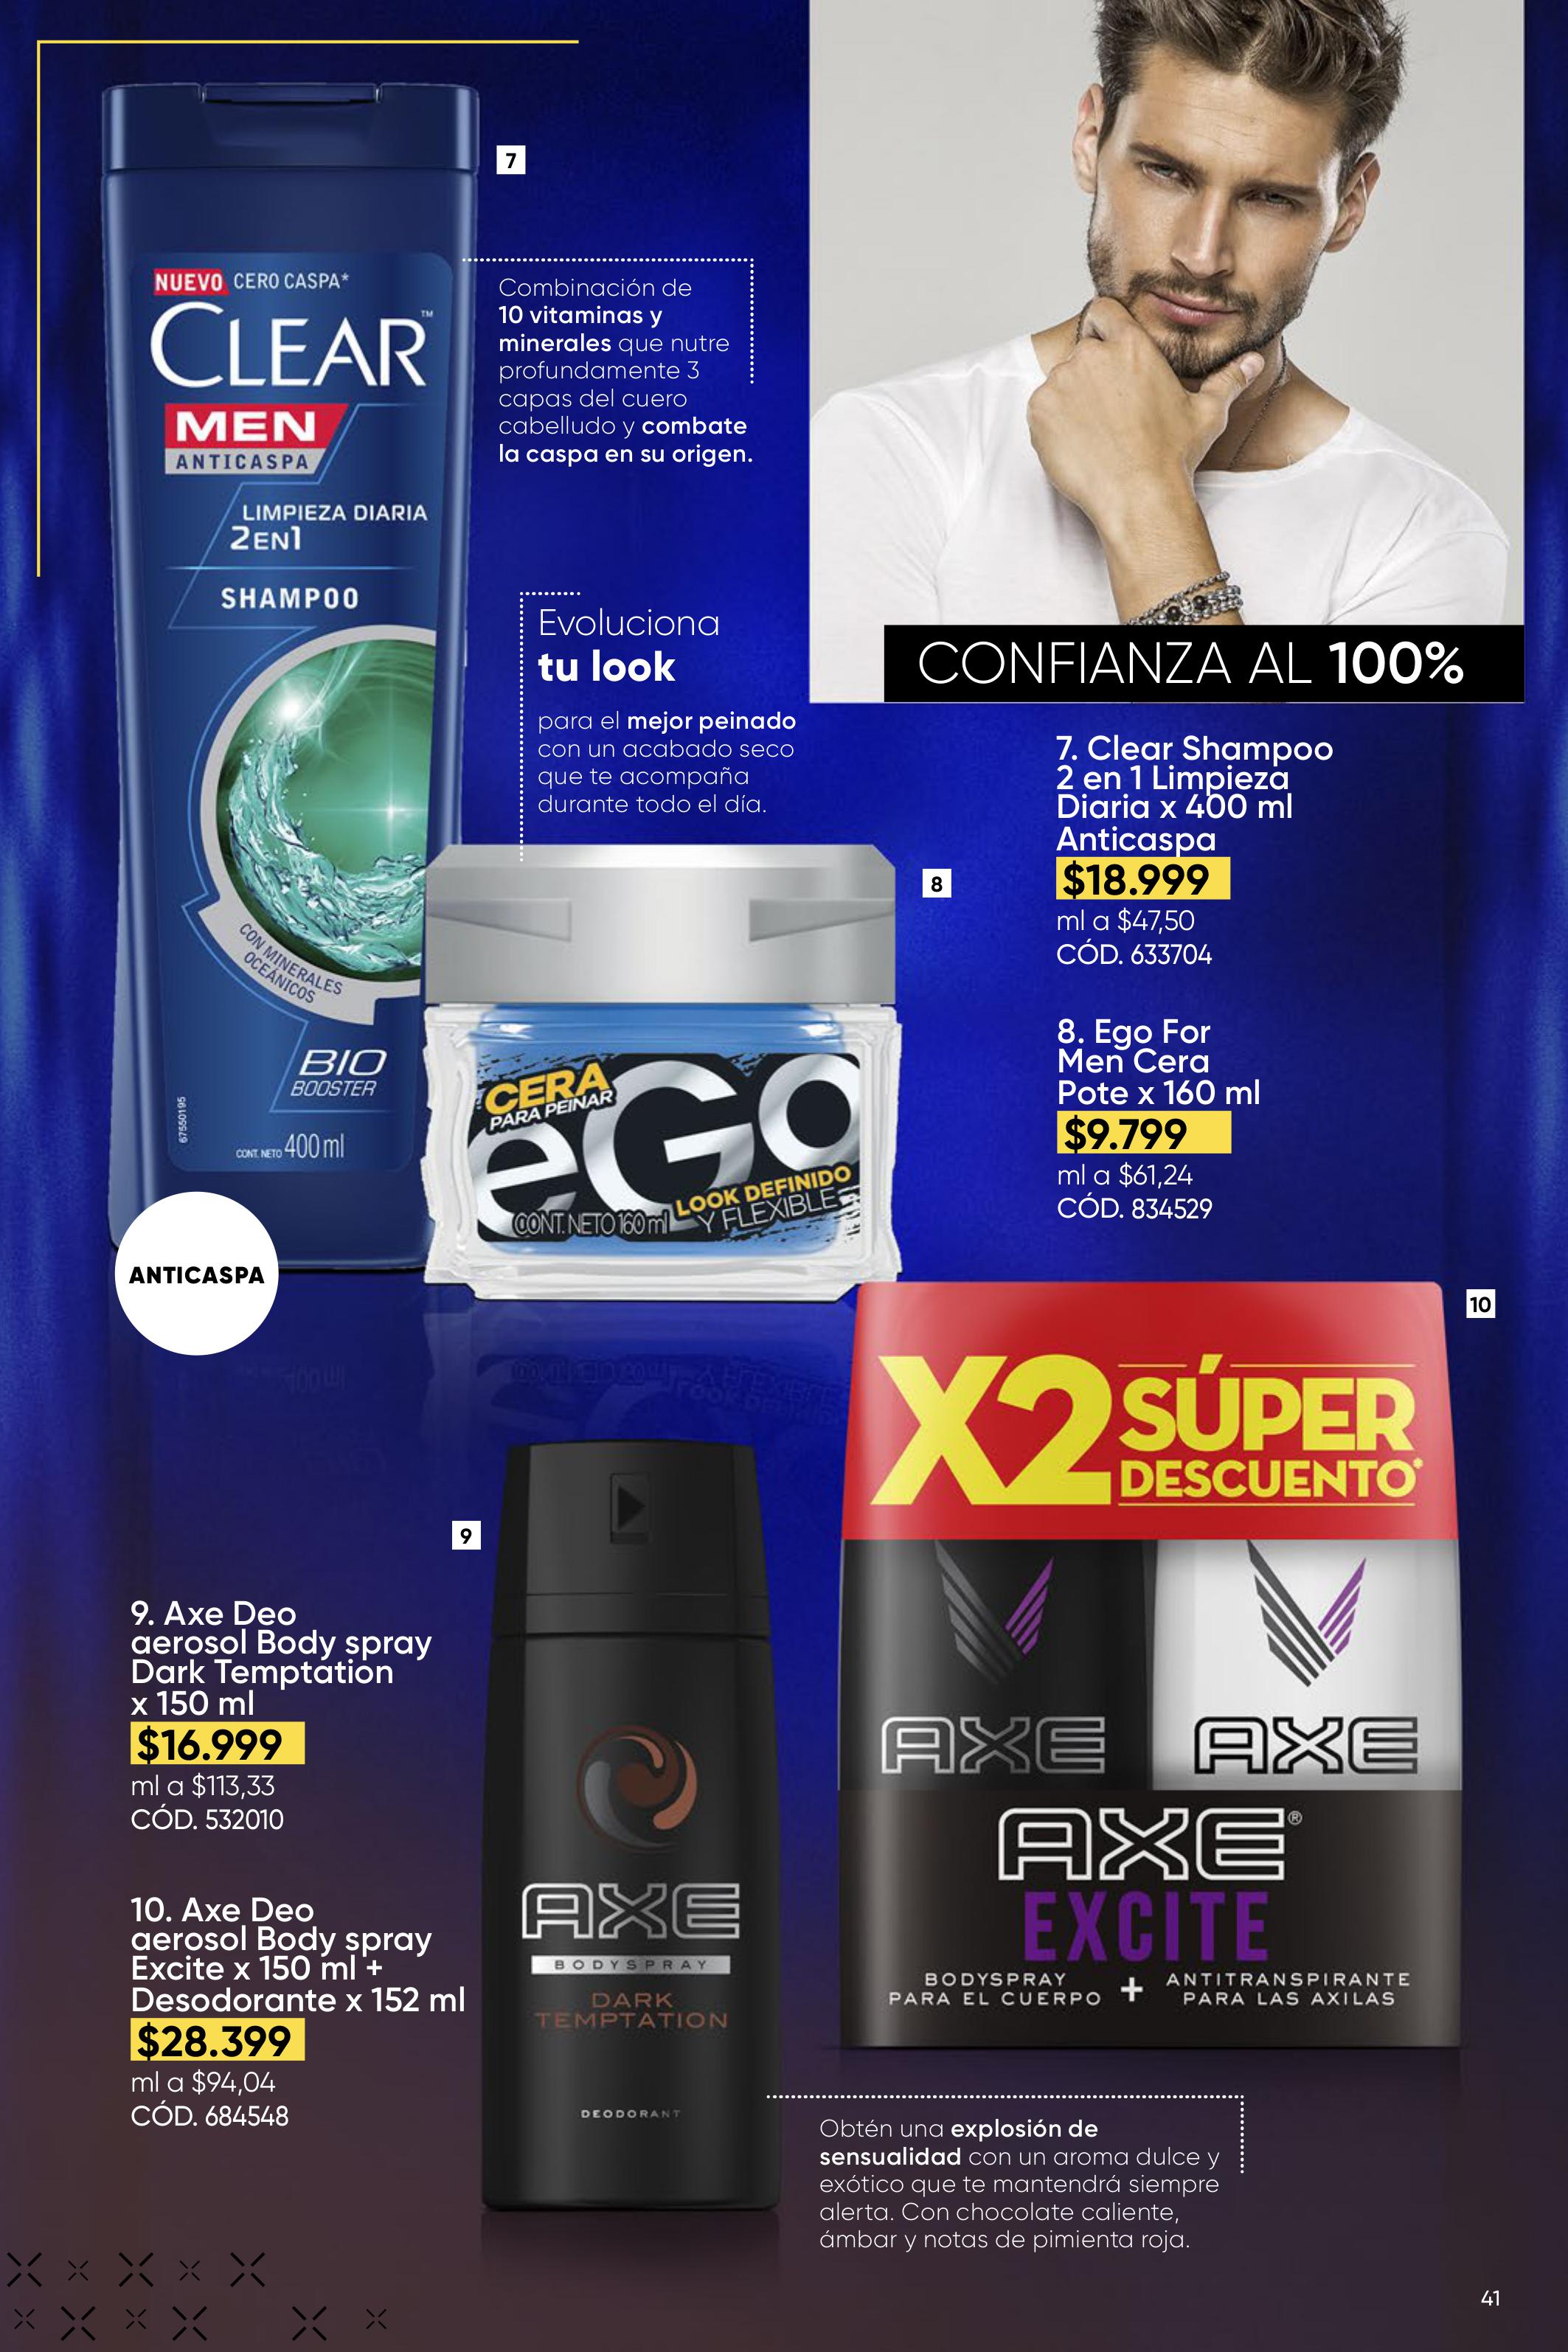 7
NUEVO CERO CASPA*
CLEAR™
MEN
ANTICASPA
LIMPIEZA DIARIA
2EN1
SHAMPOO
CON MINERALES
OCEÁNICOS
BIO
BOOSTER
67550195
CONT. NETO 400 ml
ANTICASPA
Combinación de
10 vitaminas y
minerales que nutre
profundamente 3
capas del cuero
cabelludo y combate
la caspa en su origen.
Evoluciona
tu look
para el mejor peinado
con un acabado seco
que te acompaña
durante todo el día.
CONFIANZA AL 100%
7. Clear Shampoo
2 en 1 Limpieza
Diaria x 400 ml
Anticaspa
$18.999
ml a $47,50
CÓD. 633704
8
CERA
PARA PEINAR
eGo
LOOK DEFINIDO
Y FLEXIBLE
CONT. NETO 160 ml
8. Ego For
Men Cera
Pote x 160 ml
$9.799
ml a $61,24
CÓD. 834529
10
X2 SÚPER
DESCUENTO*
AXE AXE
AXE®
EXCITE
BODYSPRAY
PARA EL CUERPO
+
ANTITRANSPIRANTE
PARA LAS AXILAS
9
AXE
BODYSPRAY
DARK
TEMPTATION
DEODORANT
9. Axe Deo
aerosol Body spray
Dark Temptation
x 150 ml
$16.999
ml a $113,33
CÓD. 532010
10. Axe Deo
aerosol Body spray
Excite x 150 ml +
Desodorante x 152 ml
$28.399
ml a $94,04
CÓD. 684548
Obtén una explosión de
sensualidad con un aroma dulce y
exótico que te mantendrá siempre
alerta. Con chocolate caliente,
ámbar y notas de pimienta roja.
41